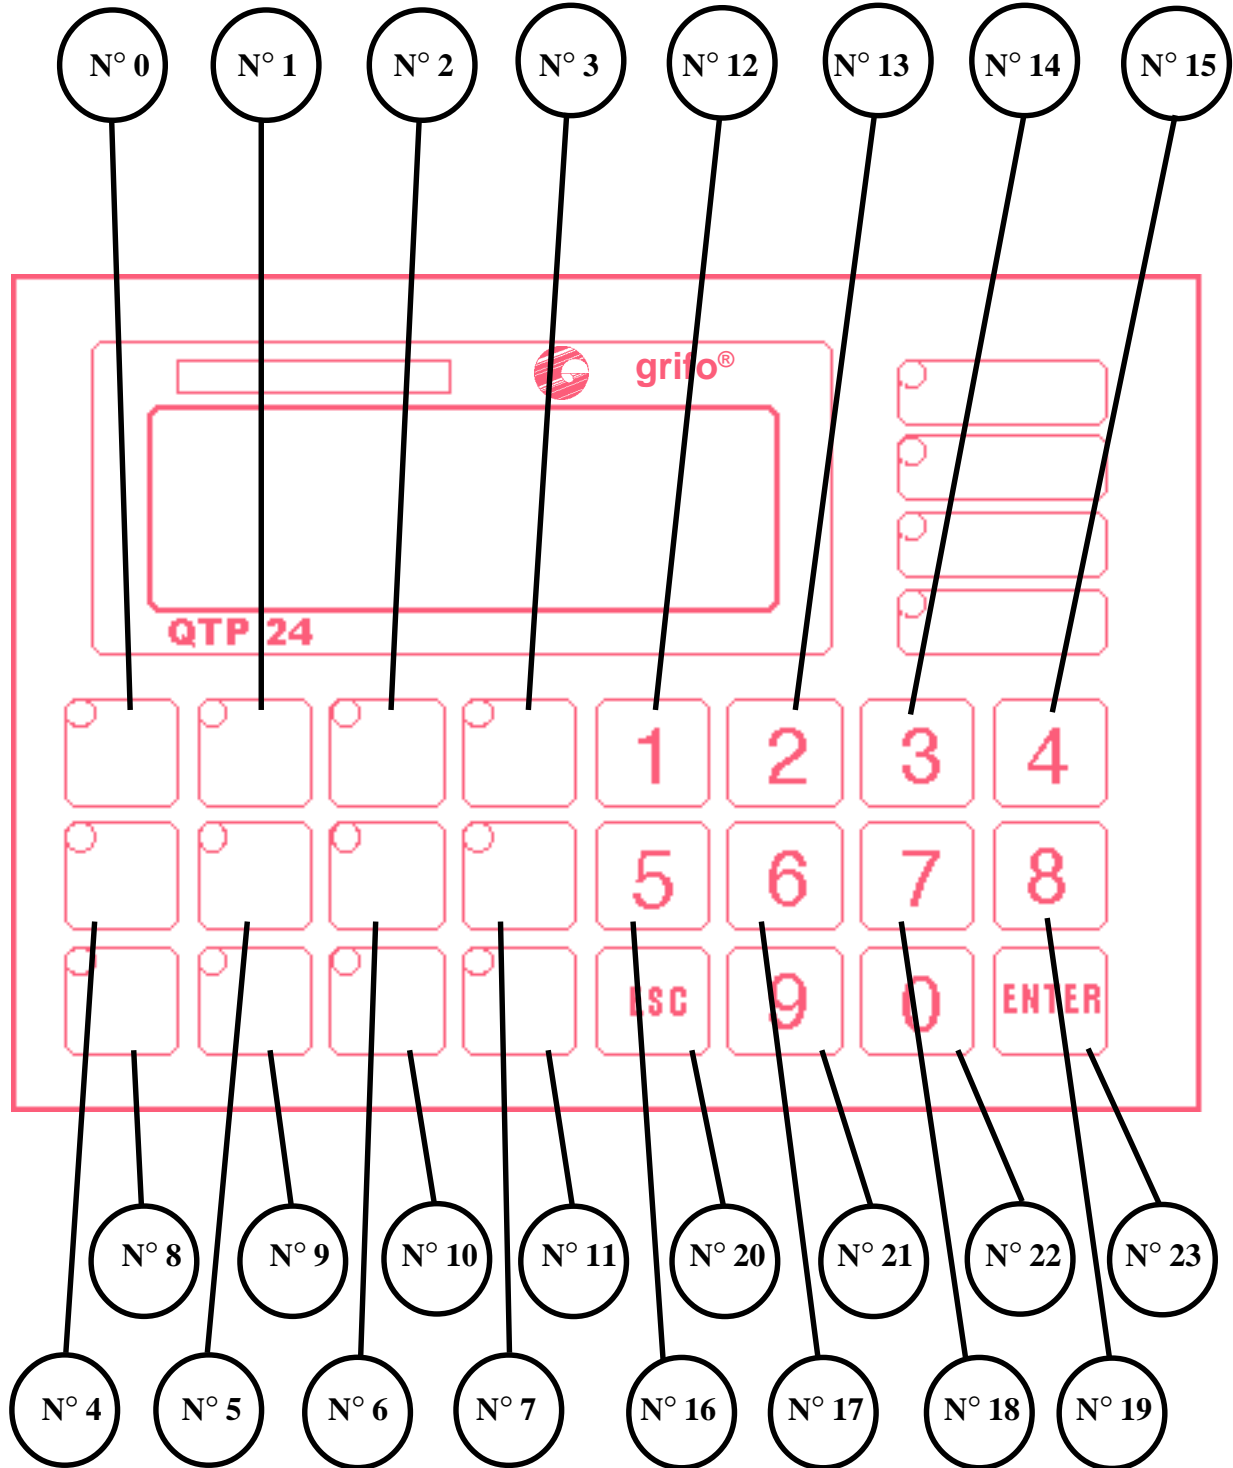 N° 0 N° 1 N° 2 N° 3 N° 12 N° 13 N° 14 N° 15
grifo®
QTP 24
1 2 3 4
5 6 7 8
ESC 9 0 ENTER
N° 8 N° 9 N° 10 N° 11 N° 20 N° 21 N° 22 N° 23
N° 4 N° 5 N° 6 N° 7 N° 16 N° 17 N° 18 N° 19